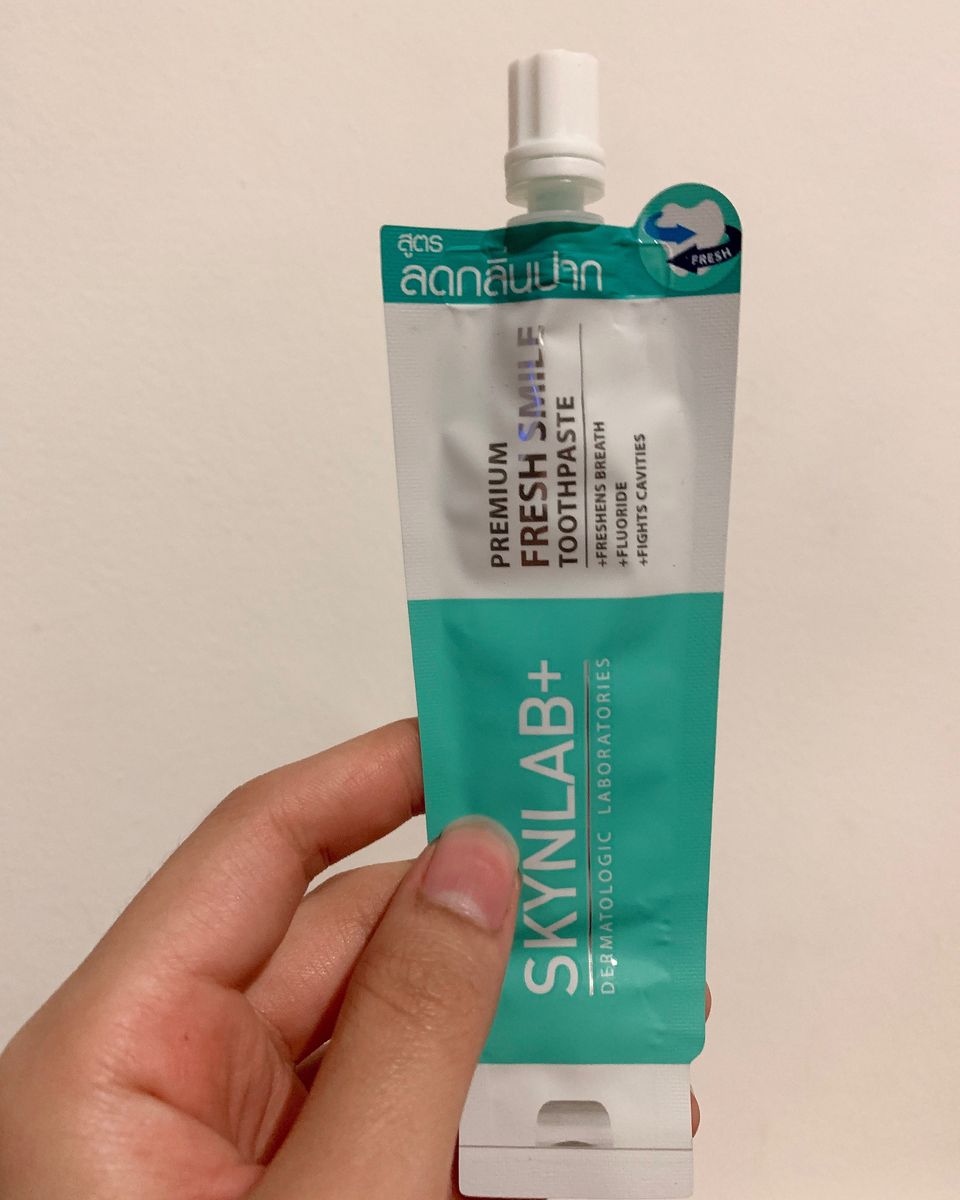 สูตร
ลดกลิ่นปาก
FRESH
PREMIUM
FRESH SMILE
TOOTHPASTE
+FRESHENS BREATH
+FLUORIDE
+FIGHTS CAVITIES
SKYNLAB+
DERMATOLOGIC LABORATORIES